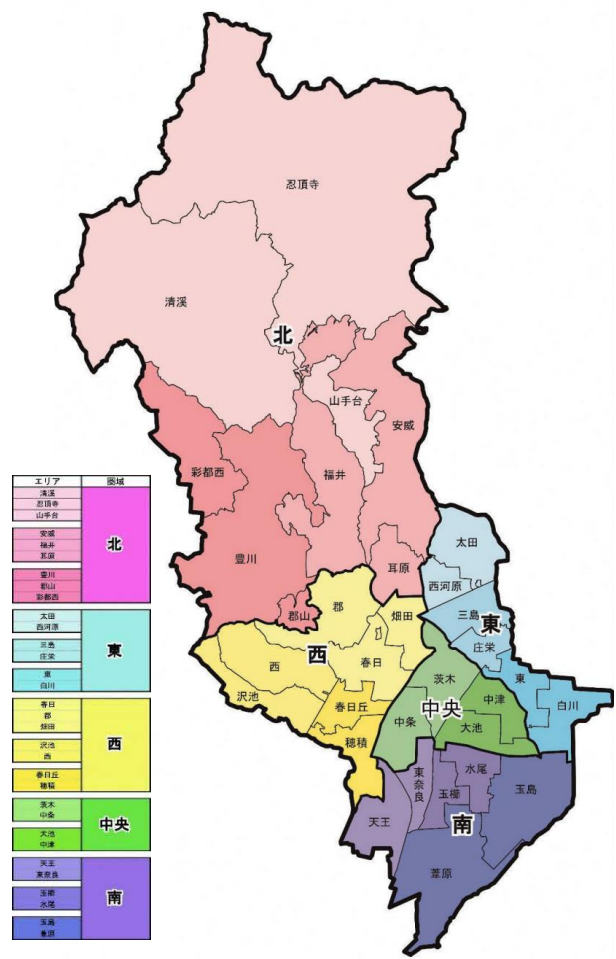 忍頂寺
清溪
北
山手台
安威
彩都西
福井
太田
豊川
耳原
西河原
郡
畑田
三島
東
郡山
庄栄
西
西
春日
茨木
東
沢池
中津
白川
春日丘
中央
中条
大池
穂積
東奈良
水尾
玉島
玉櫛
天王
南
葦原
エリア 圏域
清溪
忍頂寺
山手台
北
安威
福井
耳原
豊川
郡山
彩都西
太田
西河原
東
三島
庄栄
東
白川
春日
郡
畑田
西
沢池
西
春日丘
穂積
茨木
中条
中央
大池
中津
天王
東奈良
南
玉櫛
水尾
玉島
葦原